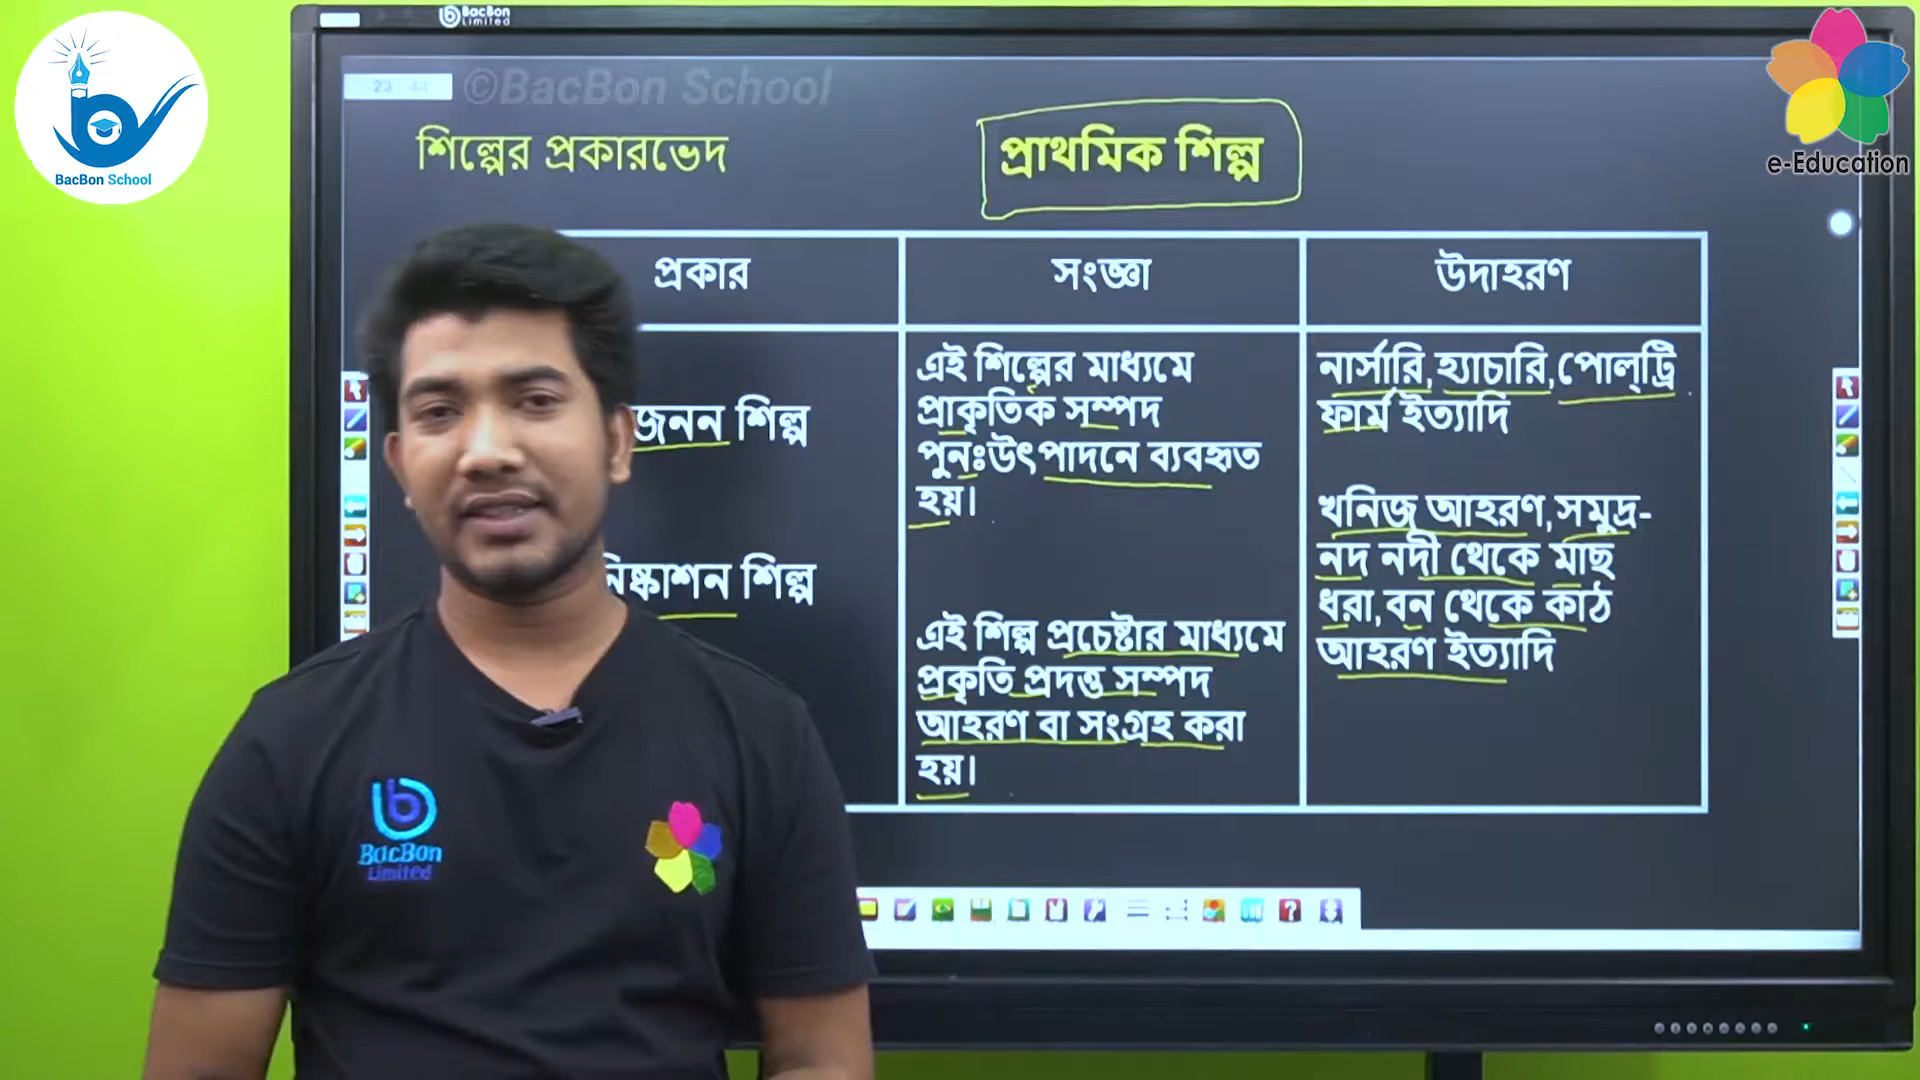 BacBon
Limited
©BacBon School
BacBon School
e-Education
শিল্পের প্রকারভেদ
প্রাথমিক শিল্প
প্রকার
সংজ্ঞা
উদাহরণ
জনন শিল্প
এই শিল্পের মাধ্যমে
প্রাকৃতিক সম্পদ
পুনঃউৎপাদনে ব্যবহৃত
হয়।
নার্সারি,হ্যাচারি,পোল্ট্রি
ফার্ম ইত্যাদি
নিষ্কাশন শিল্প
এই শিল্প প্রচেষ্টার মাধ্যমে
প্রকৃতি প্রদত্ত সম্পদ
আহরণ বা সংগ্রহ করা
হয়।
খনিজ আহরণ,সমুদ্র-
নদ নদী থেকে মাছ
ধরা,বন থেকে কাঠ
আহরণ ইত্যাদি
BacBon
Limited